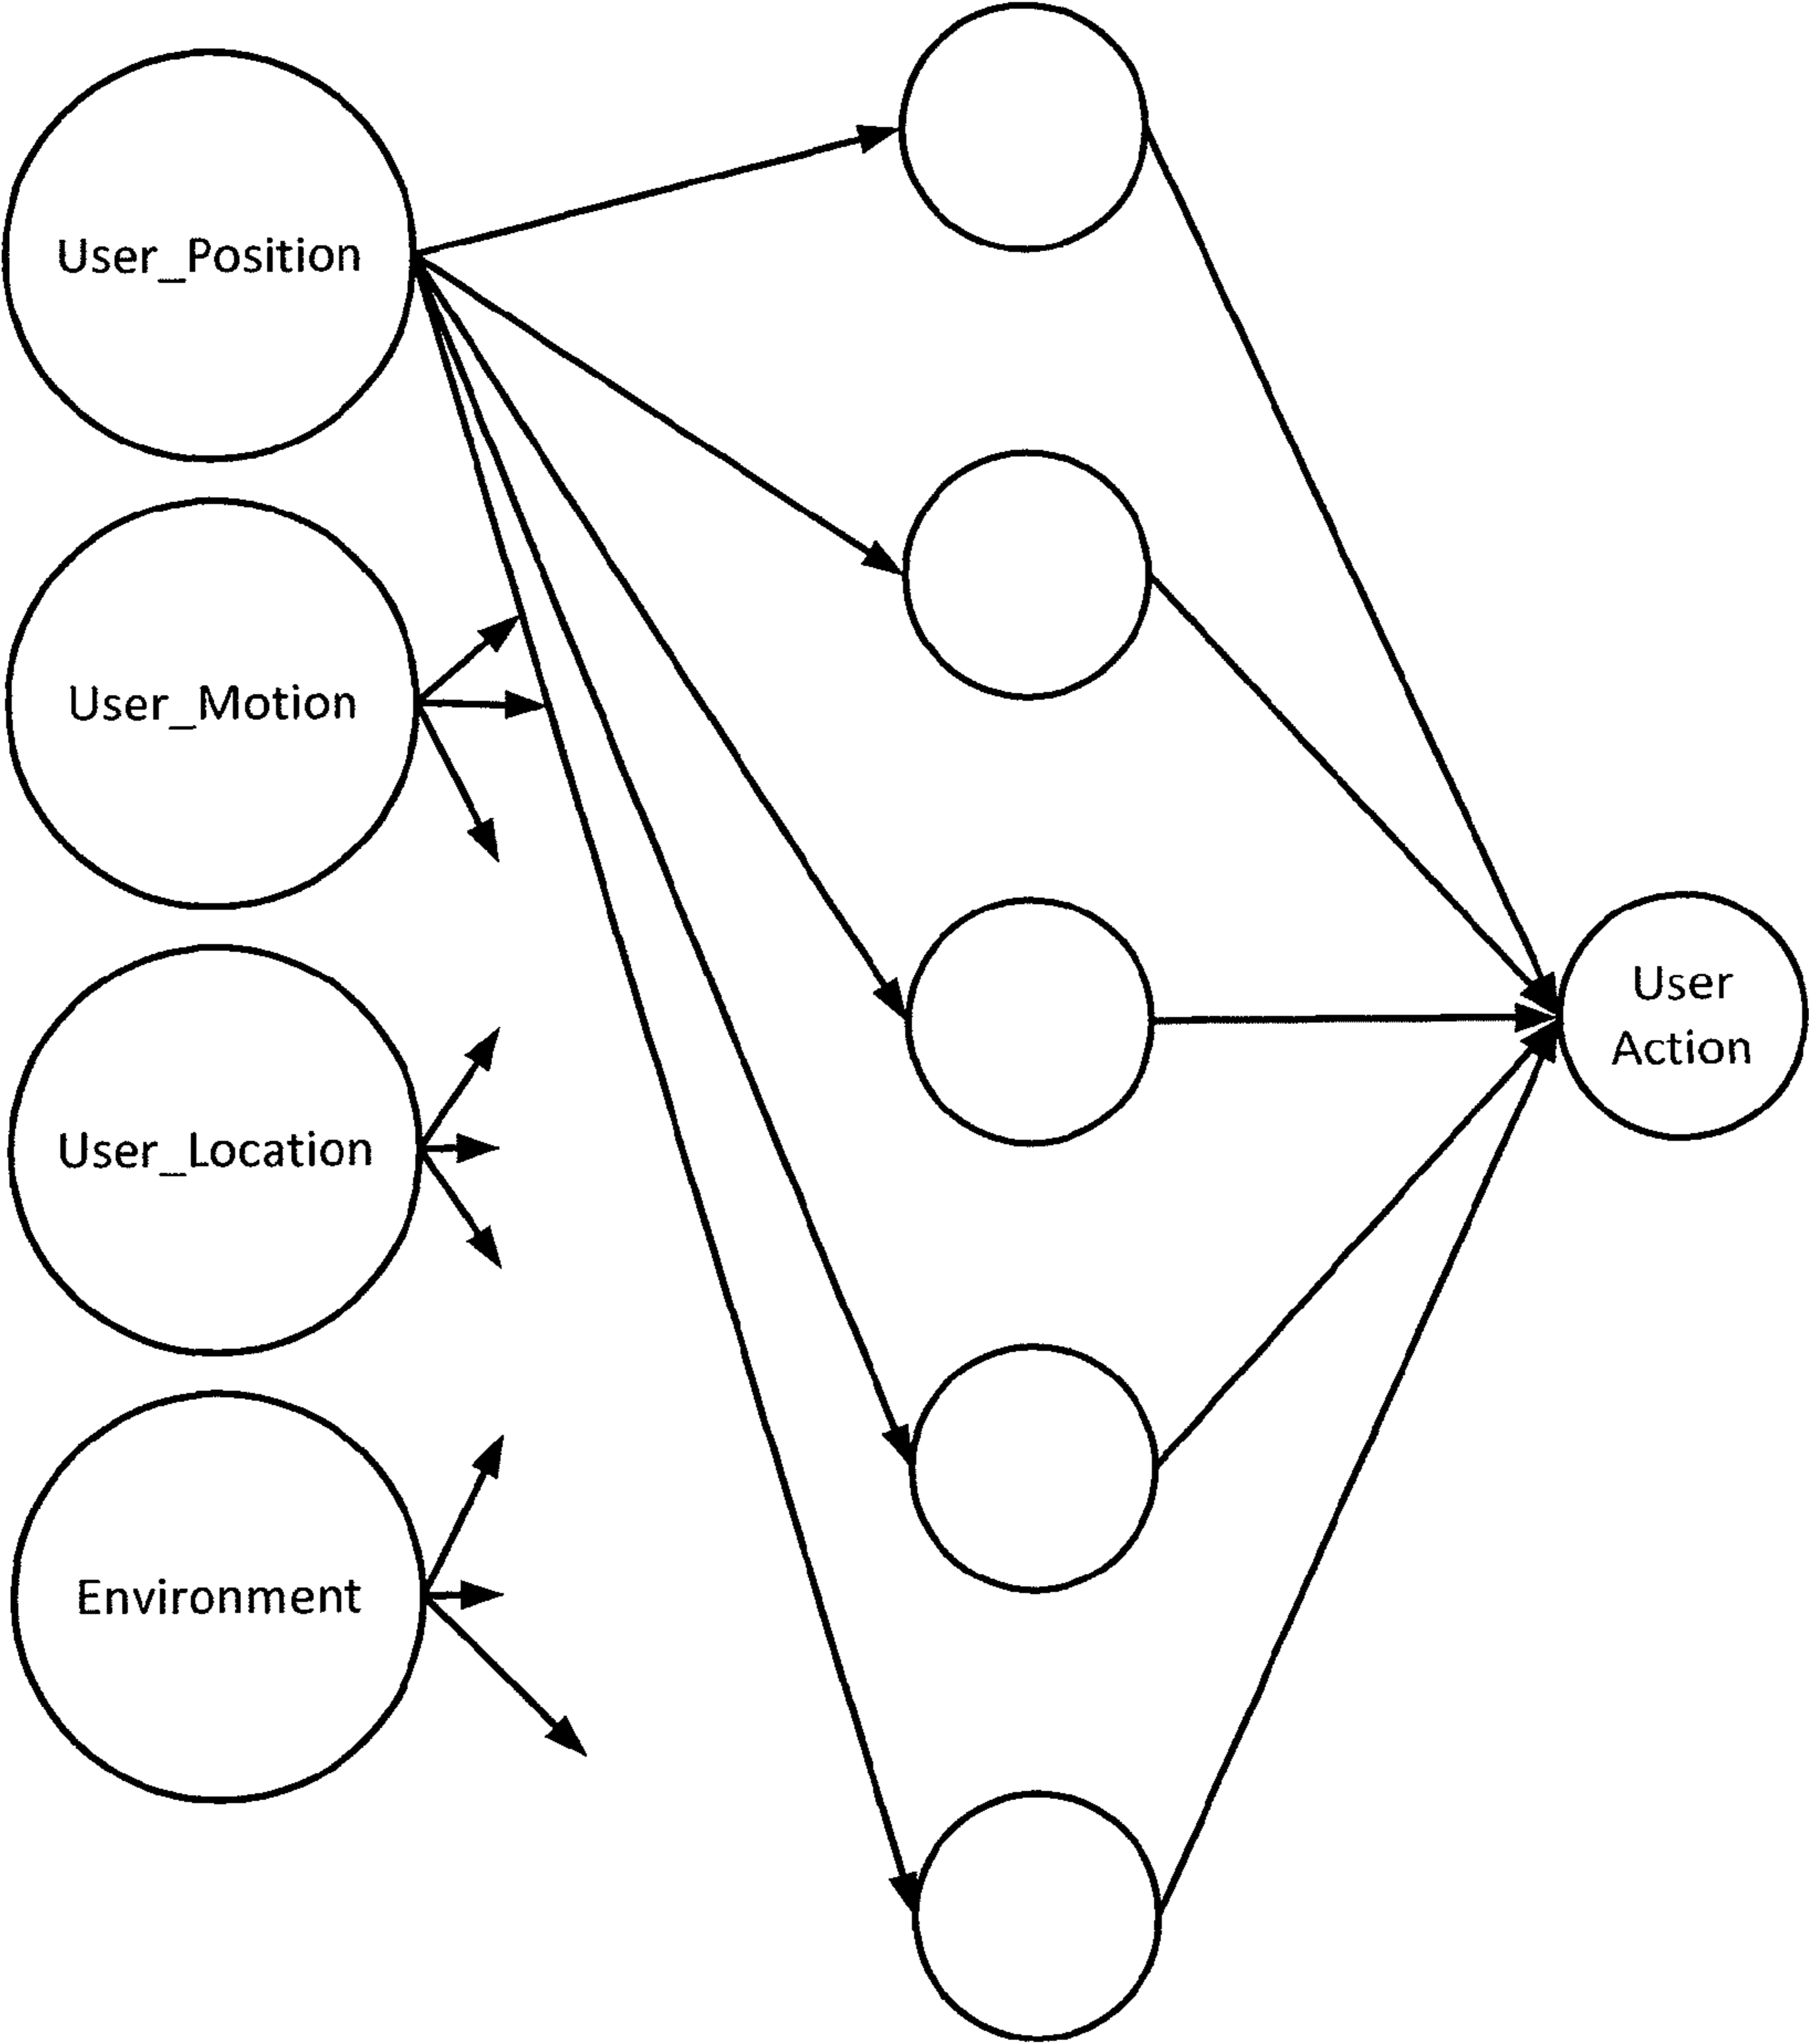 User_Position
User_Motion
User_Location
Environment
User
Action